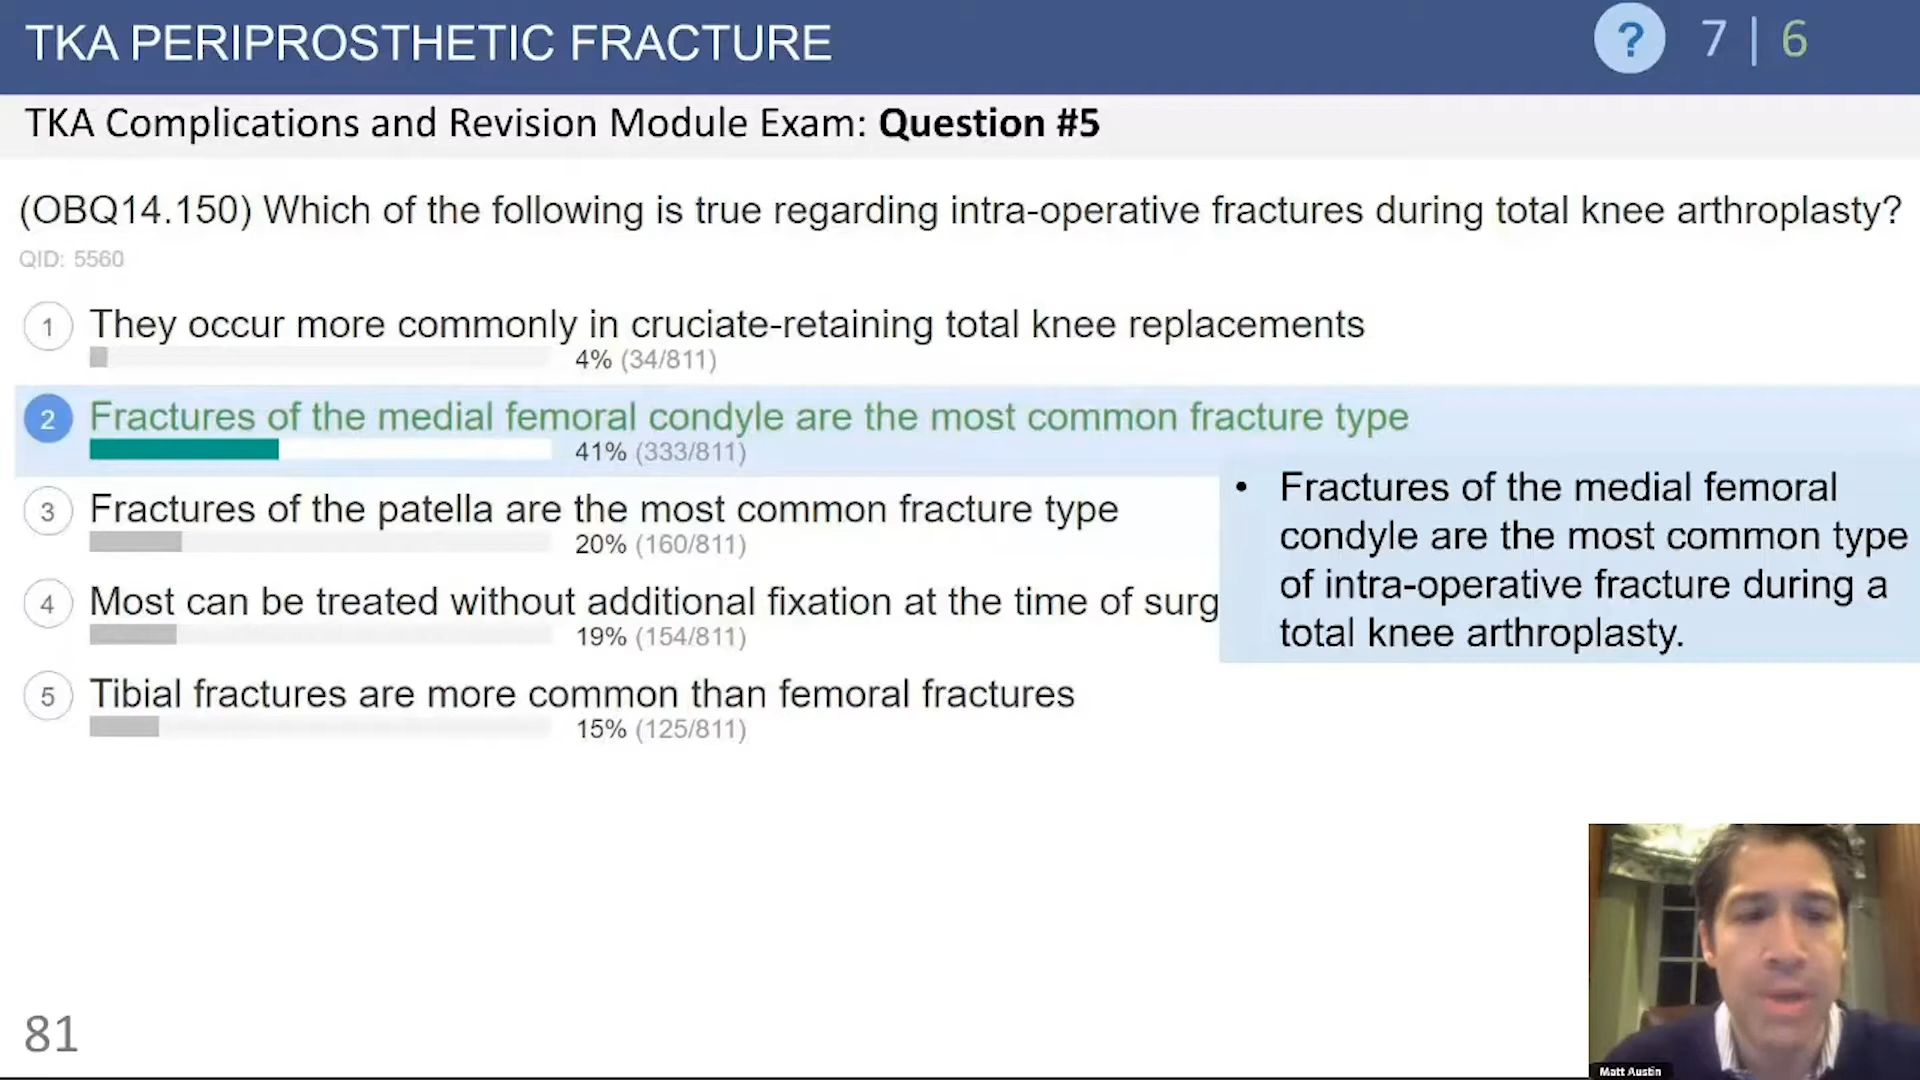 TKA PERIPROSTHETIC FRACTURE
? 7 | 6
TKA Complications and Revision Module Exam: Question #5
(OBQ14.150) Which of the following is true regarding intra-operative fractures during total knee arthroplasty?
QID: 5560
1 They occur more commonly in cruciate-retaining total knee replacements
4% (34/811)
2 Fractures of the medial femoral condyle are the most common fracture type
41% (333/811)
3 Fractures of the patella are the most common fracture type
20% (160/811)
4 Most can be treated without additional fixation at the time of surg
19% (154/811)
5 Tibial fractures are more common than femoral fractures
15% (125/811)
• Fractures of the medial femoral
condyle are the most common type
of intra-operative fracture during a
total knee arthroplasty.
81
Matt Austin